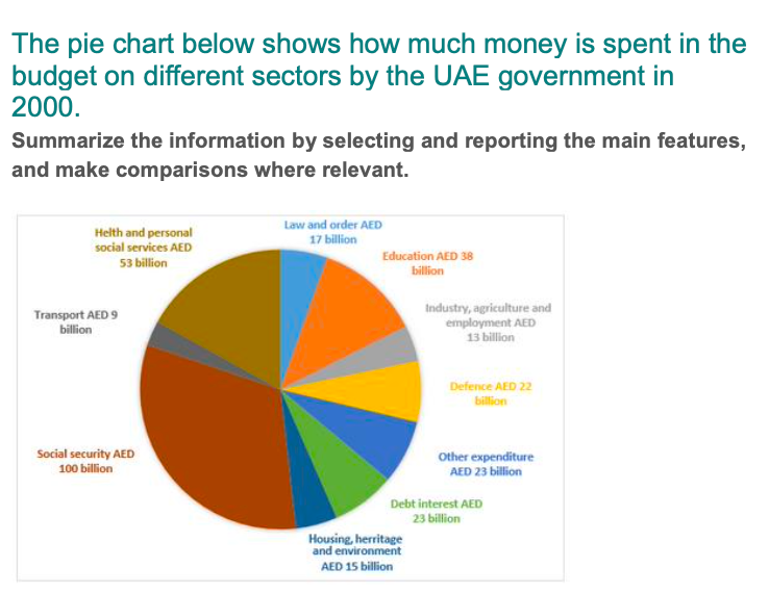 The pie chart below shows how much money is spent in the
budget on different sectors by the UAE government in
2000.
Summarize the information by selecting and reporting the main features,
and make comparisons where relevant.
Law and order AED
17 billion
Helth and personal
social services AED
53 billion
Education AED 38
billion
Industry, agriculture and
employment AED
13 billion
Transport AED 9
billion
Defence AED 22
billion
Social security AED
100 billion
Other expenditure
AED 23 billion
Debt interest AED
23 billion
Housing, herritage
and environment
AED 15 billion